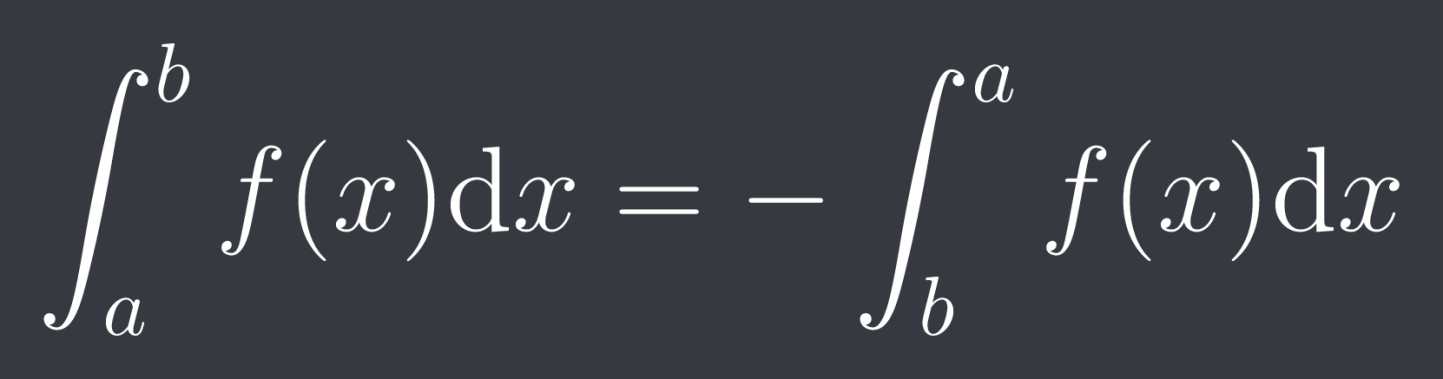 ∫_a^b f(x)dx = −∫_b^a f(x)dx